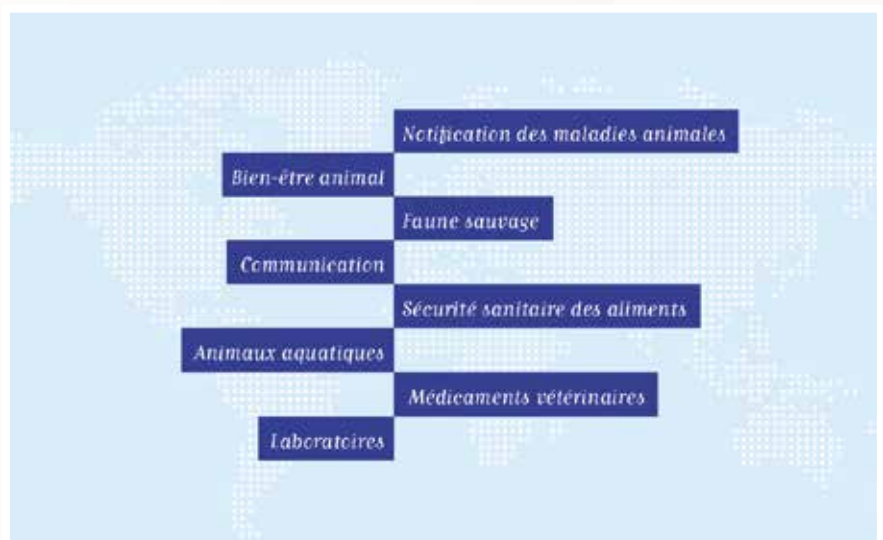 Notification des maladies animales
Bien-être animal
Faune sauvage
Communication
Sécurité sanitaire des aliments
Animaux aquatiques
Médicaments vétérinaires
Laboratoires